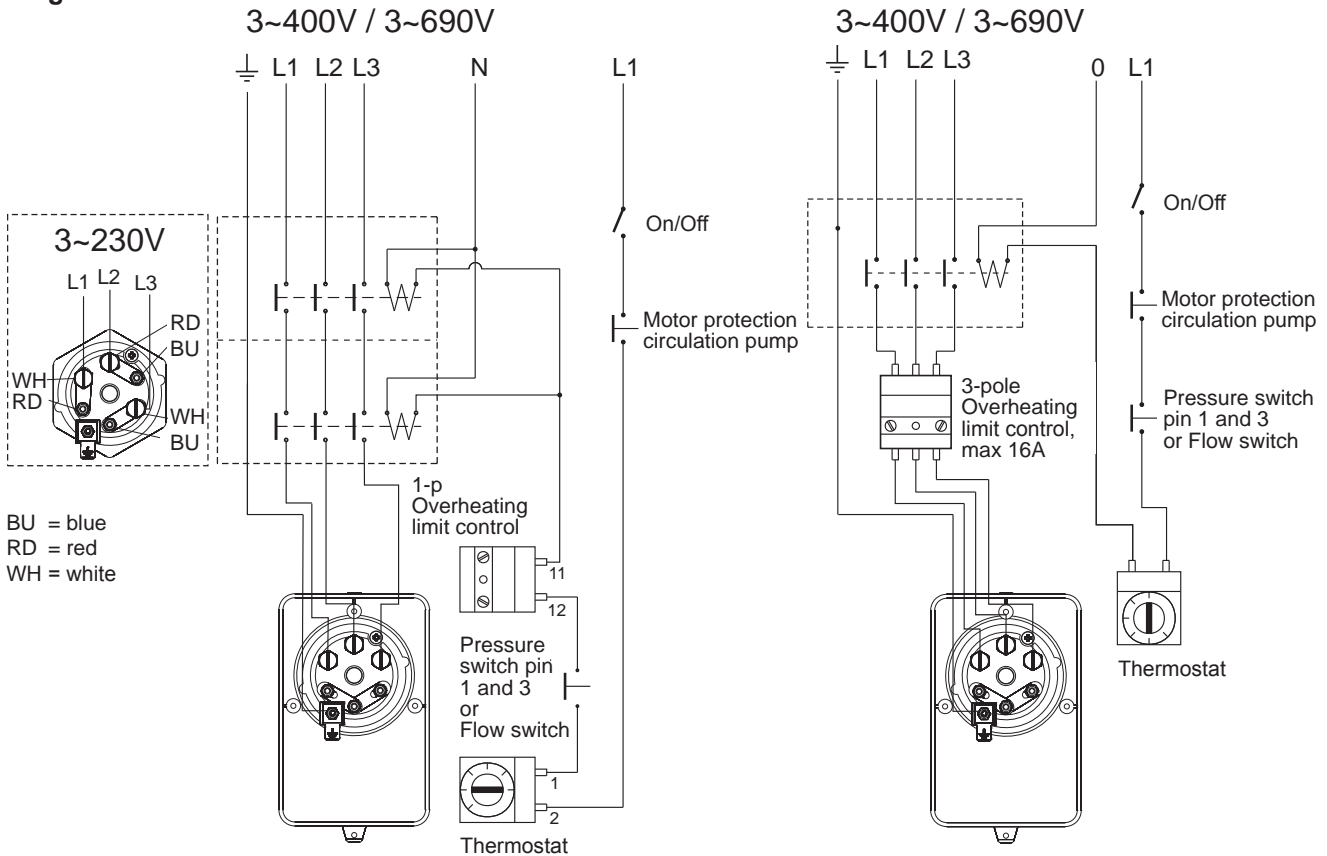 3~400V / 3~690V
L1 L2 L3 N L1
On/Off
Motor protection
circulation pump
3~230V
L1 L2 L3
RD
BU
WH
RD
WH
BU
BU = blue
RD = red
WH = white
1-p
Overheating
limit control
11
12
Pressure
switch pin
1 and 3
or
Flow switch
1
2
Thermostat
3~400V / 3~690V
L1 L2 L3 0 L1
On/Off
Motor protection
circulation pump
3-pole
Overheating
limit control,
max 16A
Pressure switch
pin 1 and 3
or Flow switch
Thermostat